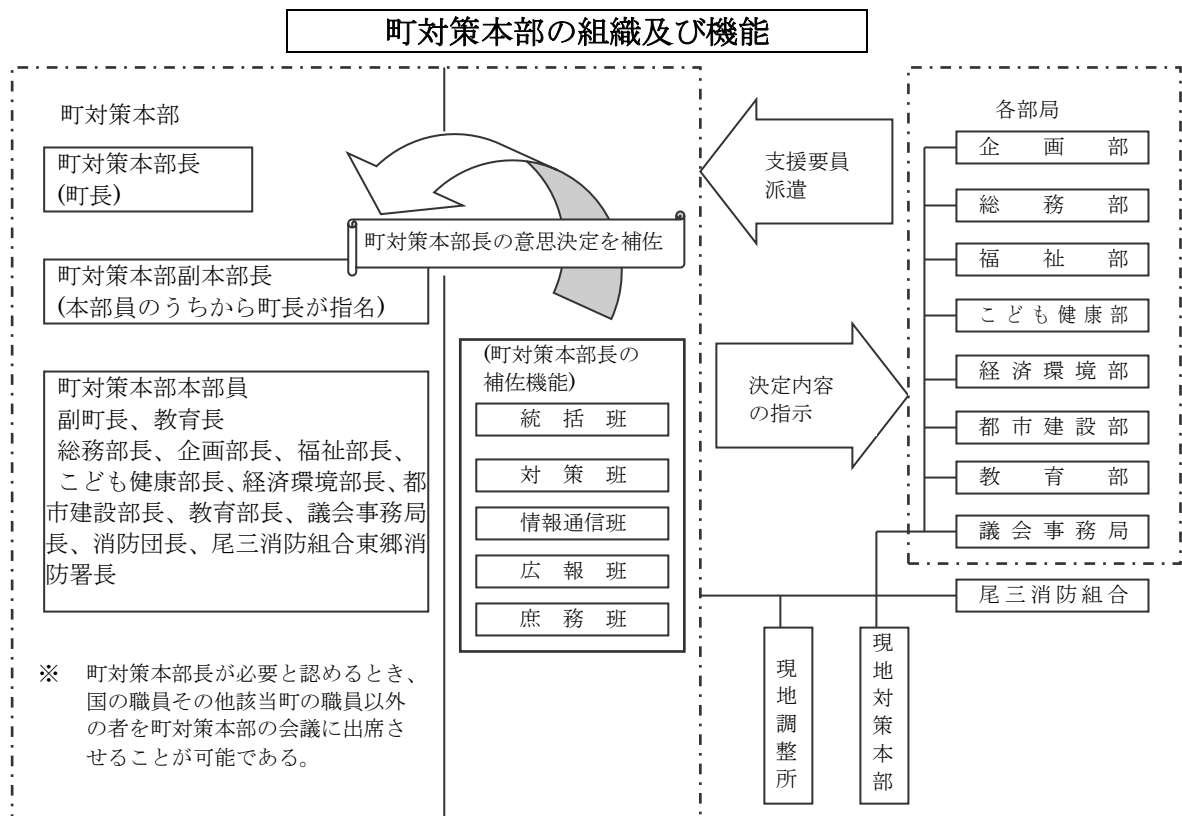 町対策本部の組織及び機能
町対策本部
町対策本部長
(町長)
町対策本部副本部長
(本部員のうちから町長が指名)
町対策本部本部員
副町長、教育長
総務部長、企画部長、福祉部長、
こども健康部長、経済環境部長、都
市建設部長、教育部長、議会事務局
長、消防団長、尾三消防組合東郷消
防署長
※ 町対策本部長が必要と認めるとき、
国の職員その他該当町の職員以外
の者を町対策本部の会議に出席さ
せることが可能である。
町対策本部長の意思決定を補佐
(町対策本部長の
補佐機能)
統括班
対策班
情報通信班
広報班
庶務班
支援要員
派遣
決定内容
の指示
各部局
企画部
総務部
福祉部
こども健康部
経済環境部
都市建設部
教育部
議会事務局
尾三消防組合
現地調整所
現地対策本部